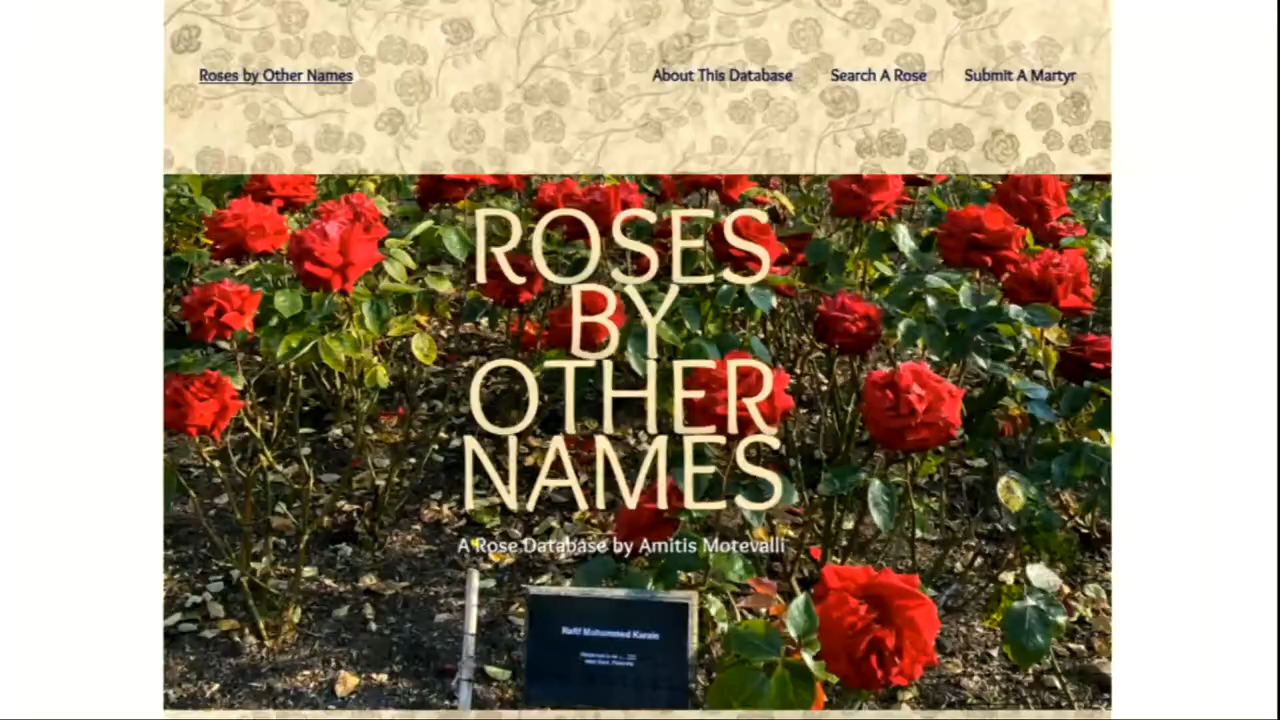 Roses by Other Names
About This Database
Search A Rose
Submit A Martyr
ROSES
BY
OTHER
NAMES
A Rose Database by Amitis Motevalli
Mohammed